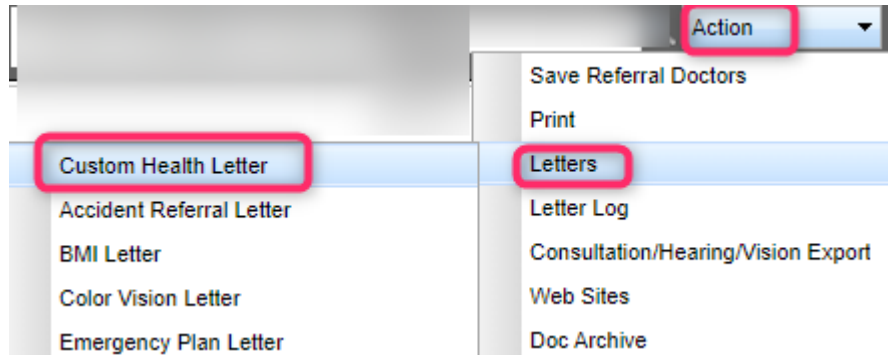 Action
Save Referral Doctors
Print
Letters
Letter Log
Consultation/Hearing/Vision Export
Web Sites
Doc Archive
Custom Health Letter
Accident Referral Letter
BMI Letter
Color Vision Letter
Emergency Plan Letter